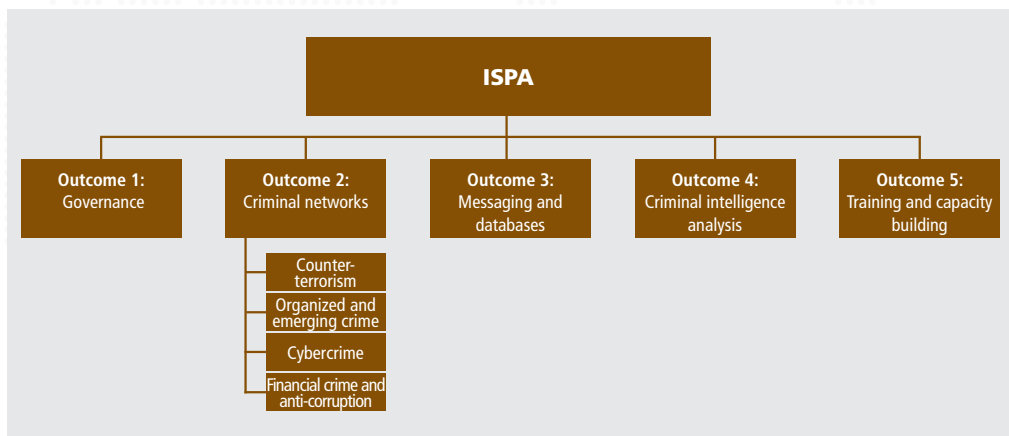 ISPA
Outcome 1:
Governance
Outcome 2:
Criminal networks
Outcome 3:
Messaging and
databases
Outcome 4:
Criminal intelligence
analysis
Outcome 5:
Training and capacity
building
Counter-
terrorism
Organized and
emerging crime
Cybercrime
Financial crime and
anti-corruption